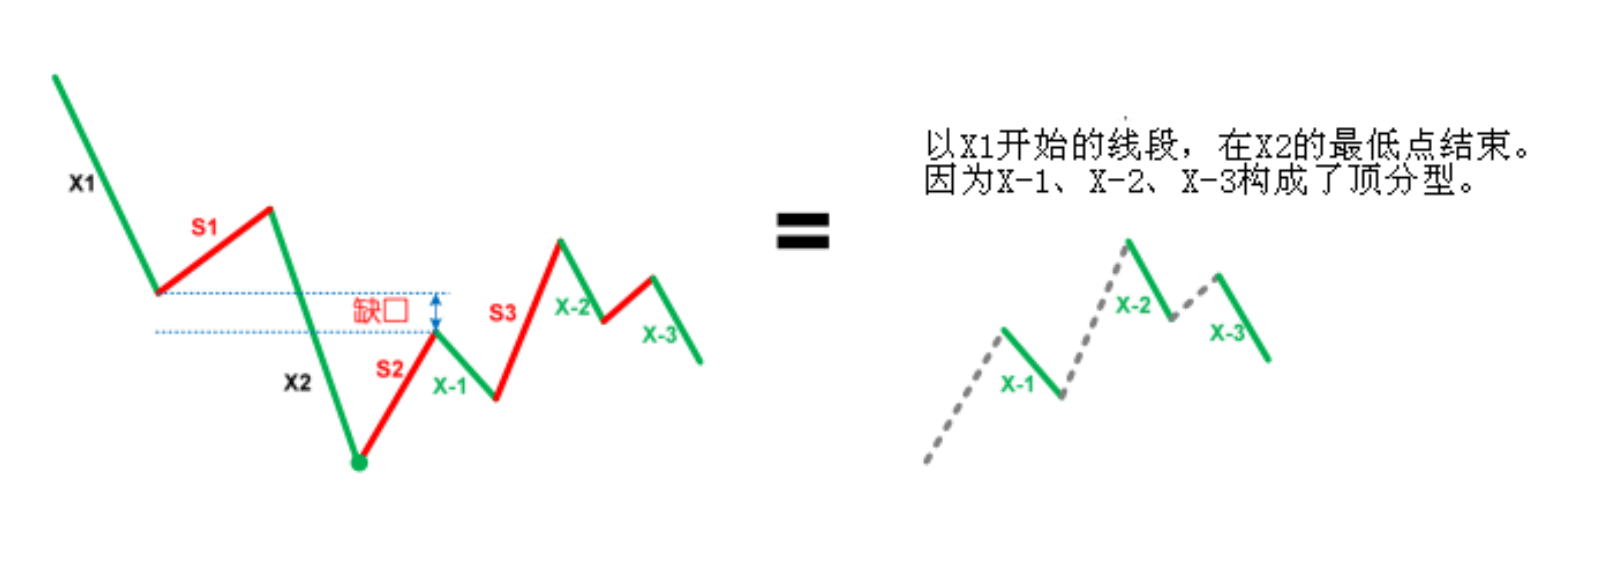 以X1开始的线段，在X2的最低点结束。
因为X-1、X-2、X-3构成了顶分型。
X1
S1
缺口
X2
S2
X-1
S3
X-2
X-3
=
X-1
X-2
X-3